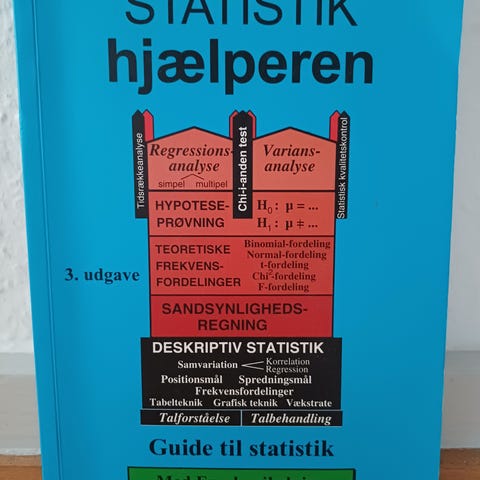 STATISTIK
hjælperen
Tidsrækkeanalyse
Regressions-
analyse
simpel multipel
Chi-i-anden test
Varians-
analyse
Statistisk kvalitetskontrol
HYPOTESE-
PRØVNING
H₀: μ = ...
H₁: μ ≠ ...
TEORETISKE
FREKVENS-
FORDELINGER
Binomial-fordeling
Normal-fordeling
t-fordeling
Chi²-fordeling
F-fordeling
3. udgave
SANDSYNLIGHEDS-
REGNING
DESKRIPTIV STATISTIK
Samvariation
Korrelation
Regression
Positionsmål Spredningsmål
Frekvensfordelinger
Tabelteknik Grafisk teknik Vækstrate
Talforståelse Talbehandling
Guide til statistik